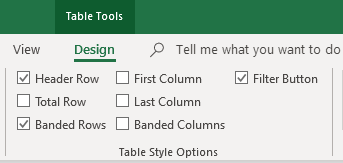 Table Tools
View Design Tell me what you want to do
Header Row First Column Filter Button
Total Row Last Column
Banded Rows Banded Columns
Table Style Options